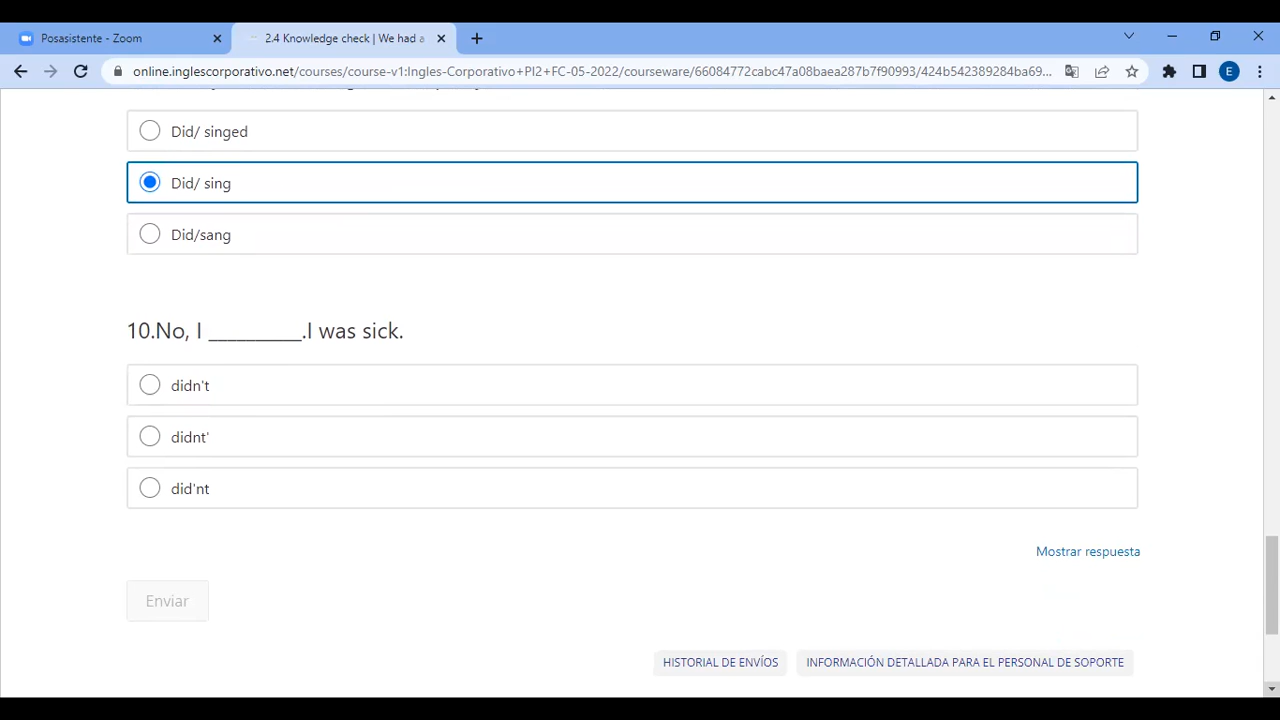 Posasistente - Zoom
2.4 Knowledge check | We had a
online.inglescorporativo.net/courses/course-v1:Ingles-Corporativo+PI2+FC-05-2022/courseware/66084772cabc47a08baea287b7f90993/424b542389284ba69...
E
Did/ singed
Did/ sing
Did/sang
10.No, I __________.I was sick.
didn't
didnt'
did'nt
Mostrar respuesta
Enviar
HISTORIAL DE ENVÍOS
INFORMACIÓN DETALLADA PARA EL PERSONAL DE SOPORTE